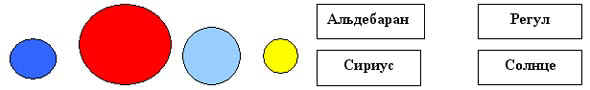 Альдебаран
Регул
Сириус
Солнце